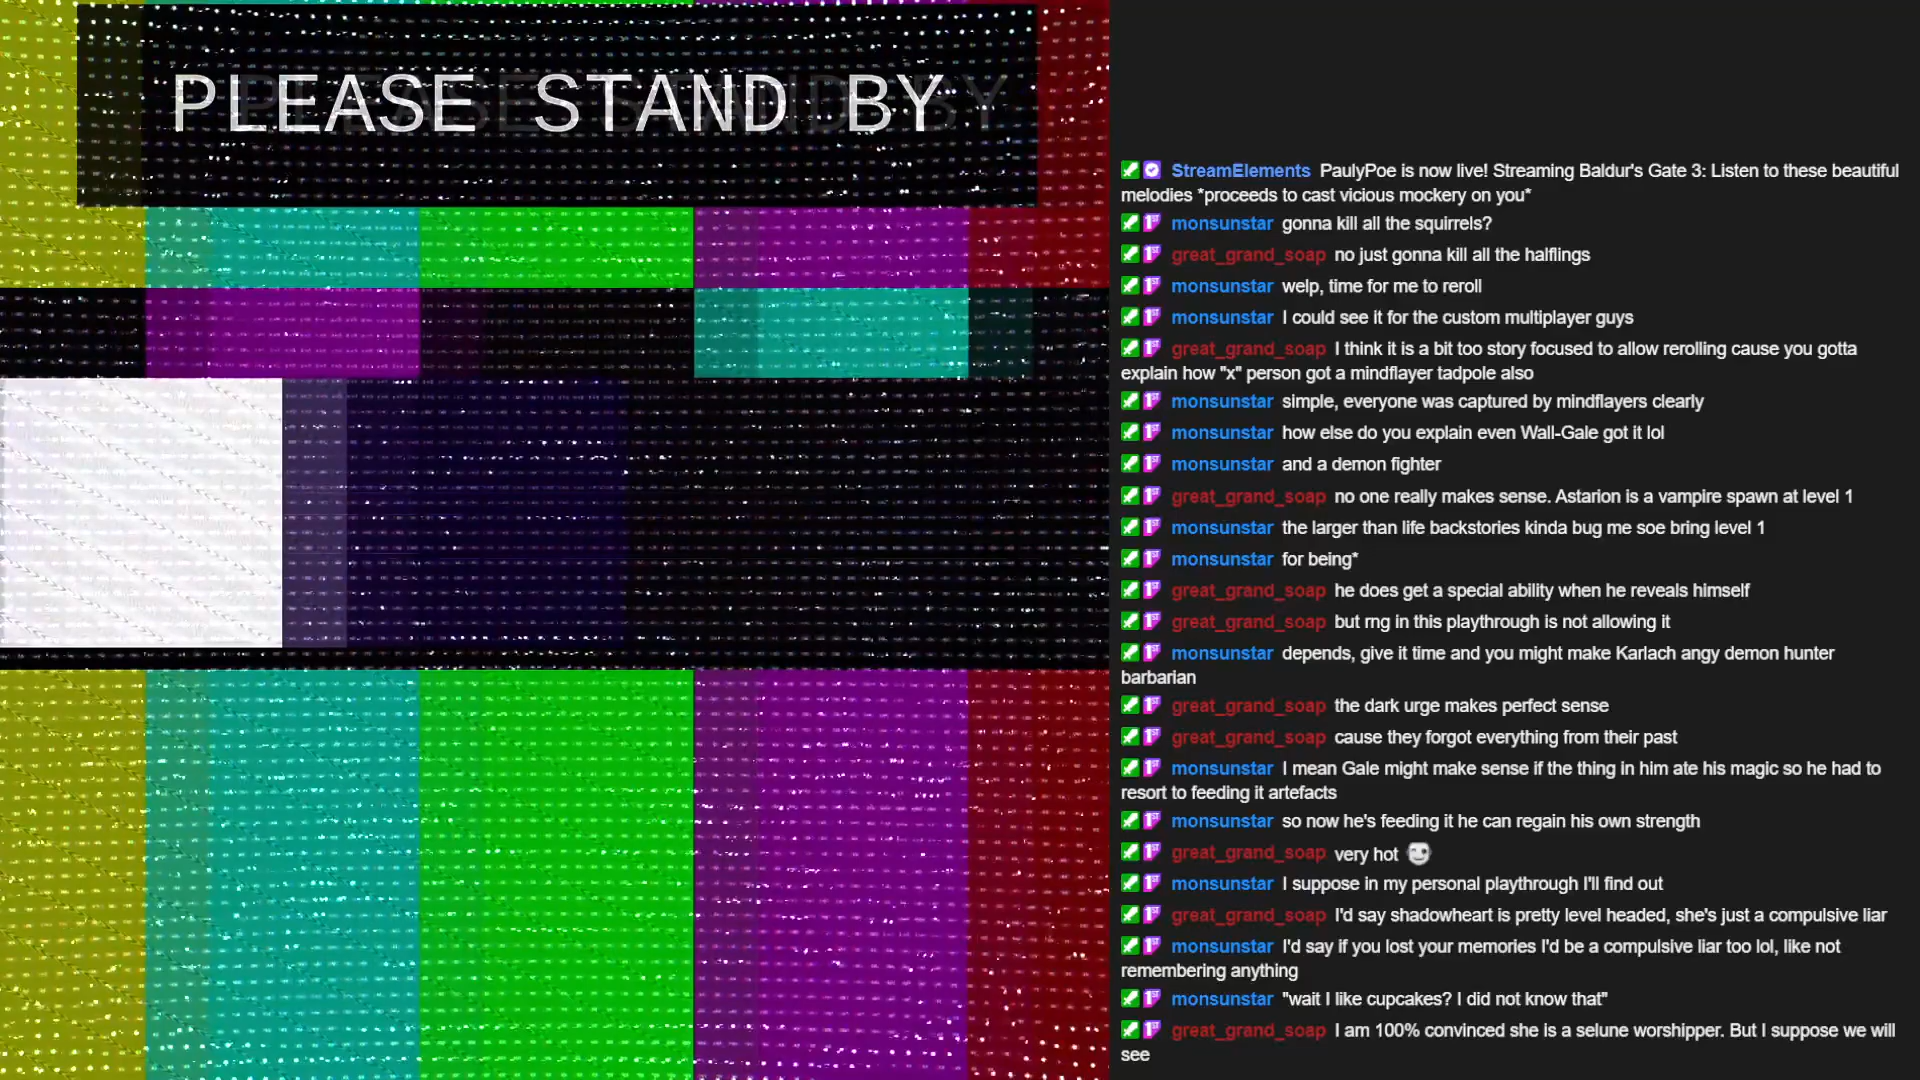 PLEASE STAND BY
StreamElements PaulyPoe is now live! Streaming Baldur's Gate 3: Listen to these beautiful
melodies *proceeds to cast vicious mockery on you*
monsunstar gonna kill all the squirrels?
great_grand_soap no just gonna kill all the halflings
monsunstar welp, time for me to reroll
monsunstar I could see it for the custom multiplayer guys
great_grand_soap I think it is a bit too story focused to allow rerolling cause you gotta
explain how "x" person got a mindflayer tadpole also
monsunstar simple, everyone was captured by mindflayers clearly
monsunstar how else do you explain even Wall-Gale got it lol
monsunstar and a demon fighter
great_grand_soap no one really makes sense. Astarion is a vampire spawn at level 1
monsunstar the larger than life backstories kinda bug me soe bring level 1
monsunstar for being*
great_grand_soap he does get a special ability when he reveals himself
great_grand_soap but rng in this playthrough is not allowing it
monsunstar depends, give it time and you might make Karlach angy demon hunter
barbarian
great_grand_soap the dark urge makes perfect sense
great_grand_soap cause they forgot everything from their past
monsunstar I mean Gale might make sense if the thing in him ate his magic so he had to
resort to feeding it artefacts
monsunstar so now he's feeding it he can regain his own strength
great_grand_soap very hot
monsunstar I suppose in my personal playthrough I'll find out
great_grand_soap I'd say shadowheart is pretty level headed, she's just a compulsive liar
monsunstar I'd say if you lost your memories I'd be a compulsive liar too lol, like not
remembering anything
monsunstar "wait I like cupcakes? I did not know that"
great_grand_soap I am 100% convinced she is a selune worshipper. But I suppose we will
see